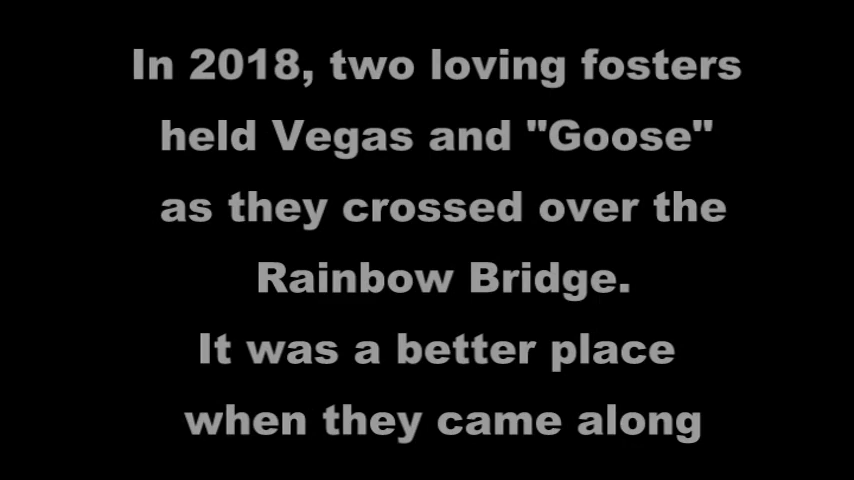 In 2018, two loving fosters
held Vegas and "Goose"
as they crossed over the
Rainbow Bridge.
It was a better place
when they came along